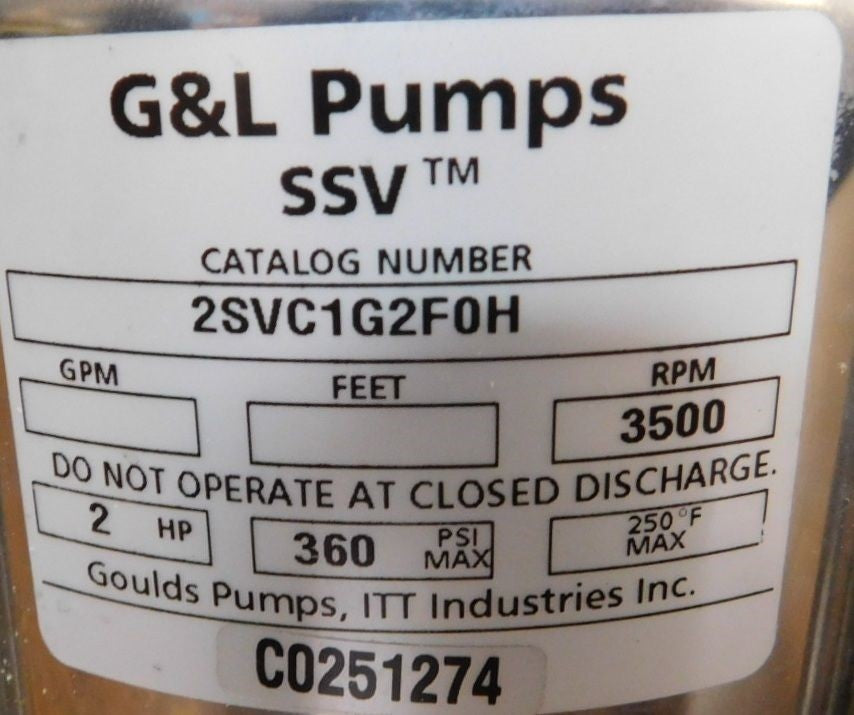 G&L Pumps
SSV™
CATALOG NUMBER
2SVC1G2F0H
GPM FEET RPM
3500
DO NOT OPERATE AT CLOSED DISCHARGE.
2 HP 360 PSI MAX 250°F MAX
Goulds Pumps, ITT Industries Inc.
C0251274